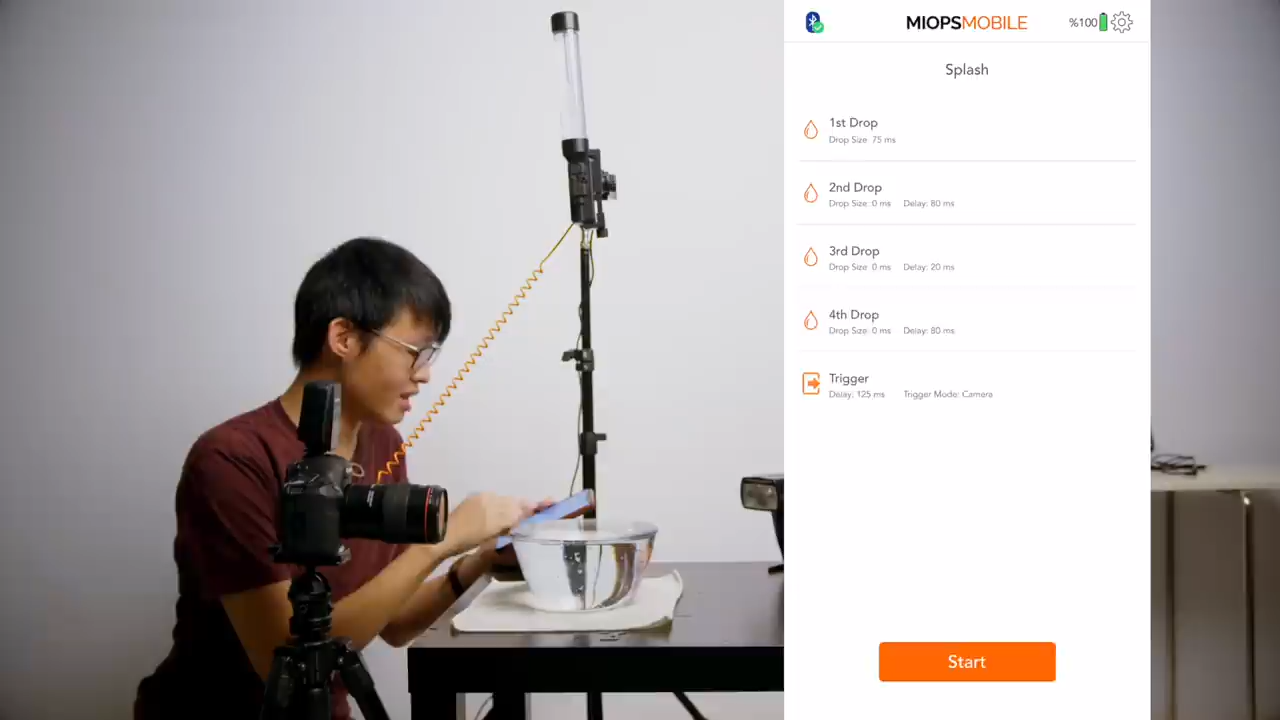 MIOPSMOBILE
%100
Splash
1st Drop
Drop Size 75 ms
2nd Drop
Drop Size: 0 ms Delay: 80 ms
3rd Drop
Drop Size 0 ms Delay: 20 ms
4th Drop
Drop Size: 0 ms Delay: 80 ms
Trigger
Delay: 125 ms Trigger Mode: Camera
Start